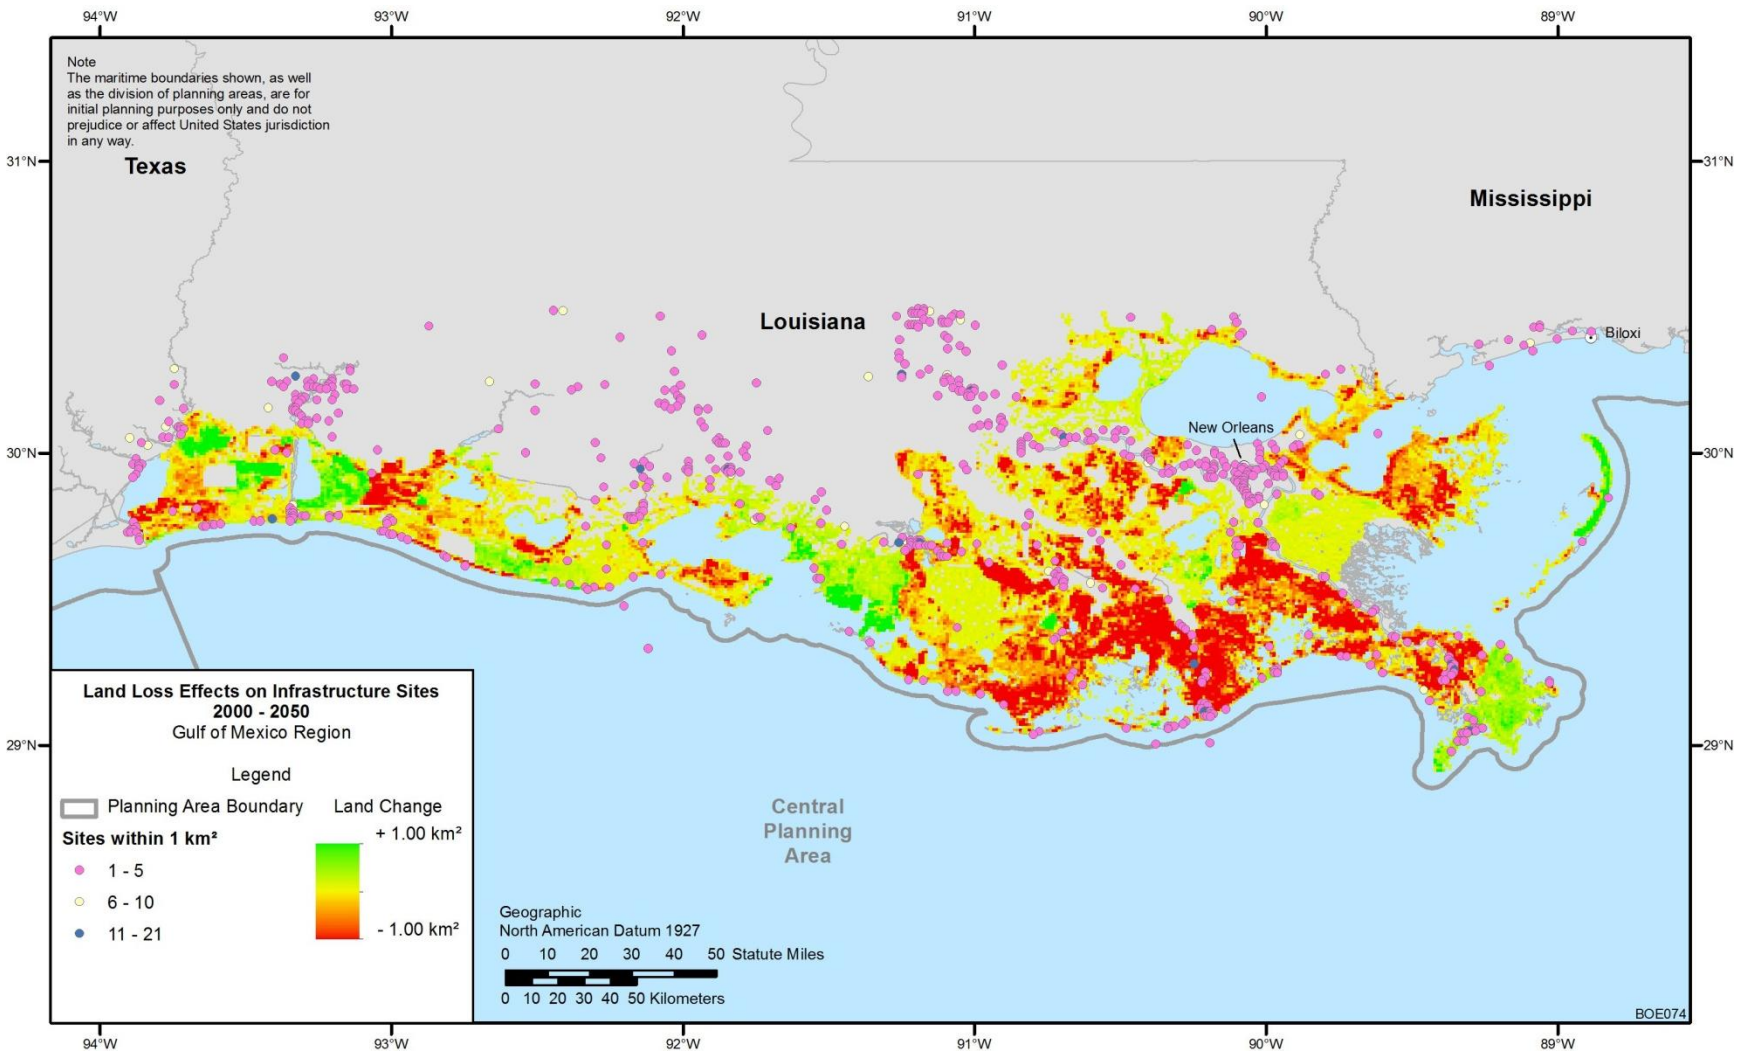 94°W 93°W 92°W 91°W 90°W 89°W
Note
The maritime boundaries shown, as well
as the division of planning areas, are for
initial planning purposes only and do not
prejudice or affect United States jurisdiction
in any way.
31°N 31°N
Texas
Mississippi
Louisiana
Biloxi
New Orleans
30°N 30°N
Land Loss Effects on Infrastructure Sites
2000 - 2050
Gulf of Mexico Region
29°N 29°N
Legend
Planning Area Boundary
Land Change
+ 1.00 km²
Sites within 1 km²
1 - 5
6 - 10
11 - 21
- 1.00 km²
Central
Planning
Area
Geographic
North American Datum 1927
0 10 20 30 40 50 Statute Miles
0 10 20 30 40 50 Kilometers
BOE074
94°W 93°W 92°W 91°W 90°W 89°W